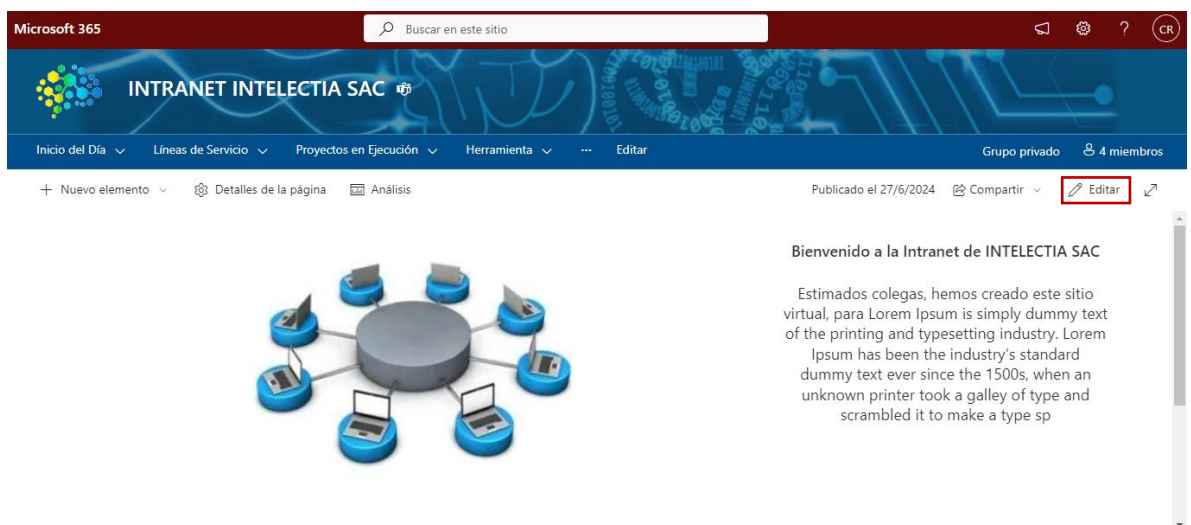 Microsoft 365
Buscar en este sitio
?
CR
INTRANET INTELECTIA SAC
Inicio del Día
Líneas de Servicio
Proyectos en Ejecución
Herramienta
···
Editar
Grupo privado
4 miembros
+ Nuevo elemento
Detalles de la página
Análisis
Publicado el 27/6/2024
Compartir
Editar
Bienvenido a la Intranet de INTELECTIA SAC
Estimados colegas, hemos creado este sitio
virtual, para Lorem Ipsum is simply dummy text
of the printing and typesetting industry. Lorem
Ipsum has been the industry's standard
dummy text ever since the 1500s, when an
unknown printer took a galley of type and
scrambled it to make a type sp